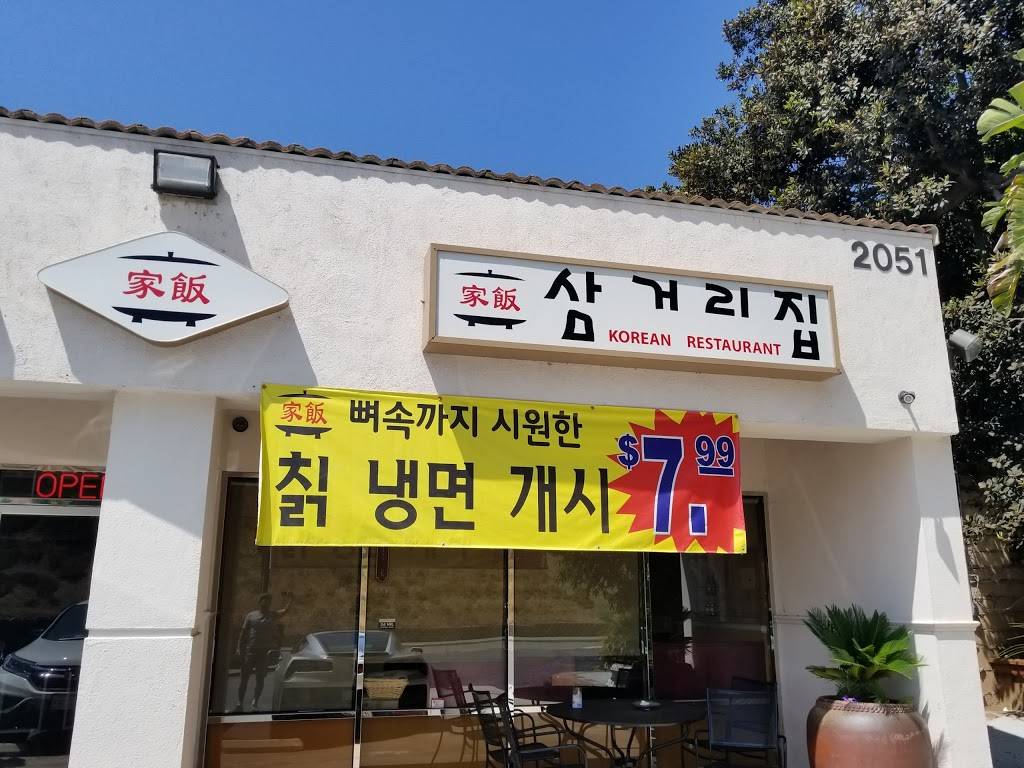 家飯
家飯 삼거리집
KOREAN RESTAURANT
2051
家飯 뼈속까지 시원한
칡 냉면 개시 $7.99
OPE